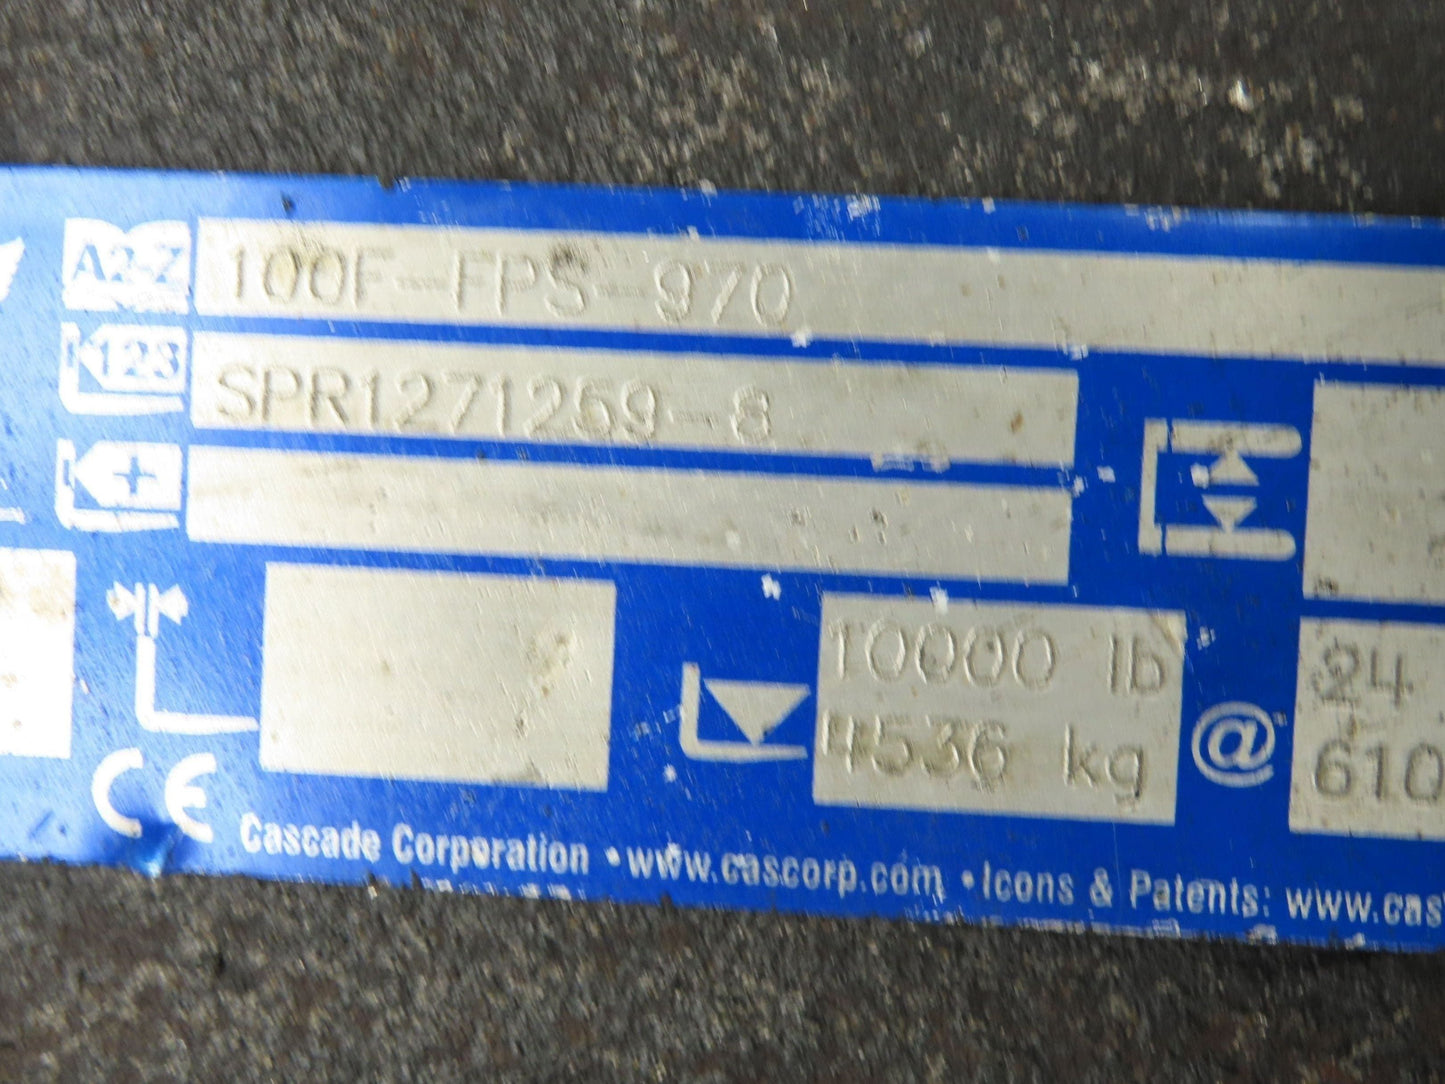 A2-Z 100F-FPS-970
123 SPR1271269-8
+
10000 lb @ 24
4536 kg 610
CE
Cascade Corporation • www.cascorp.com • Icons & Patents: www.cas